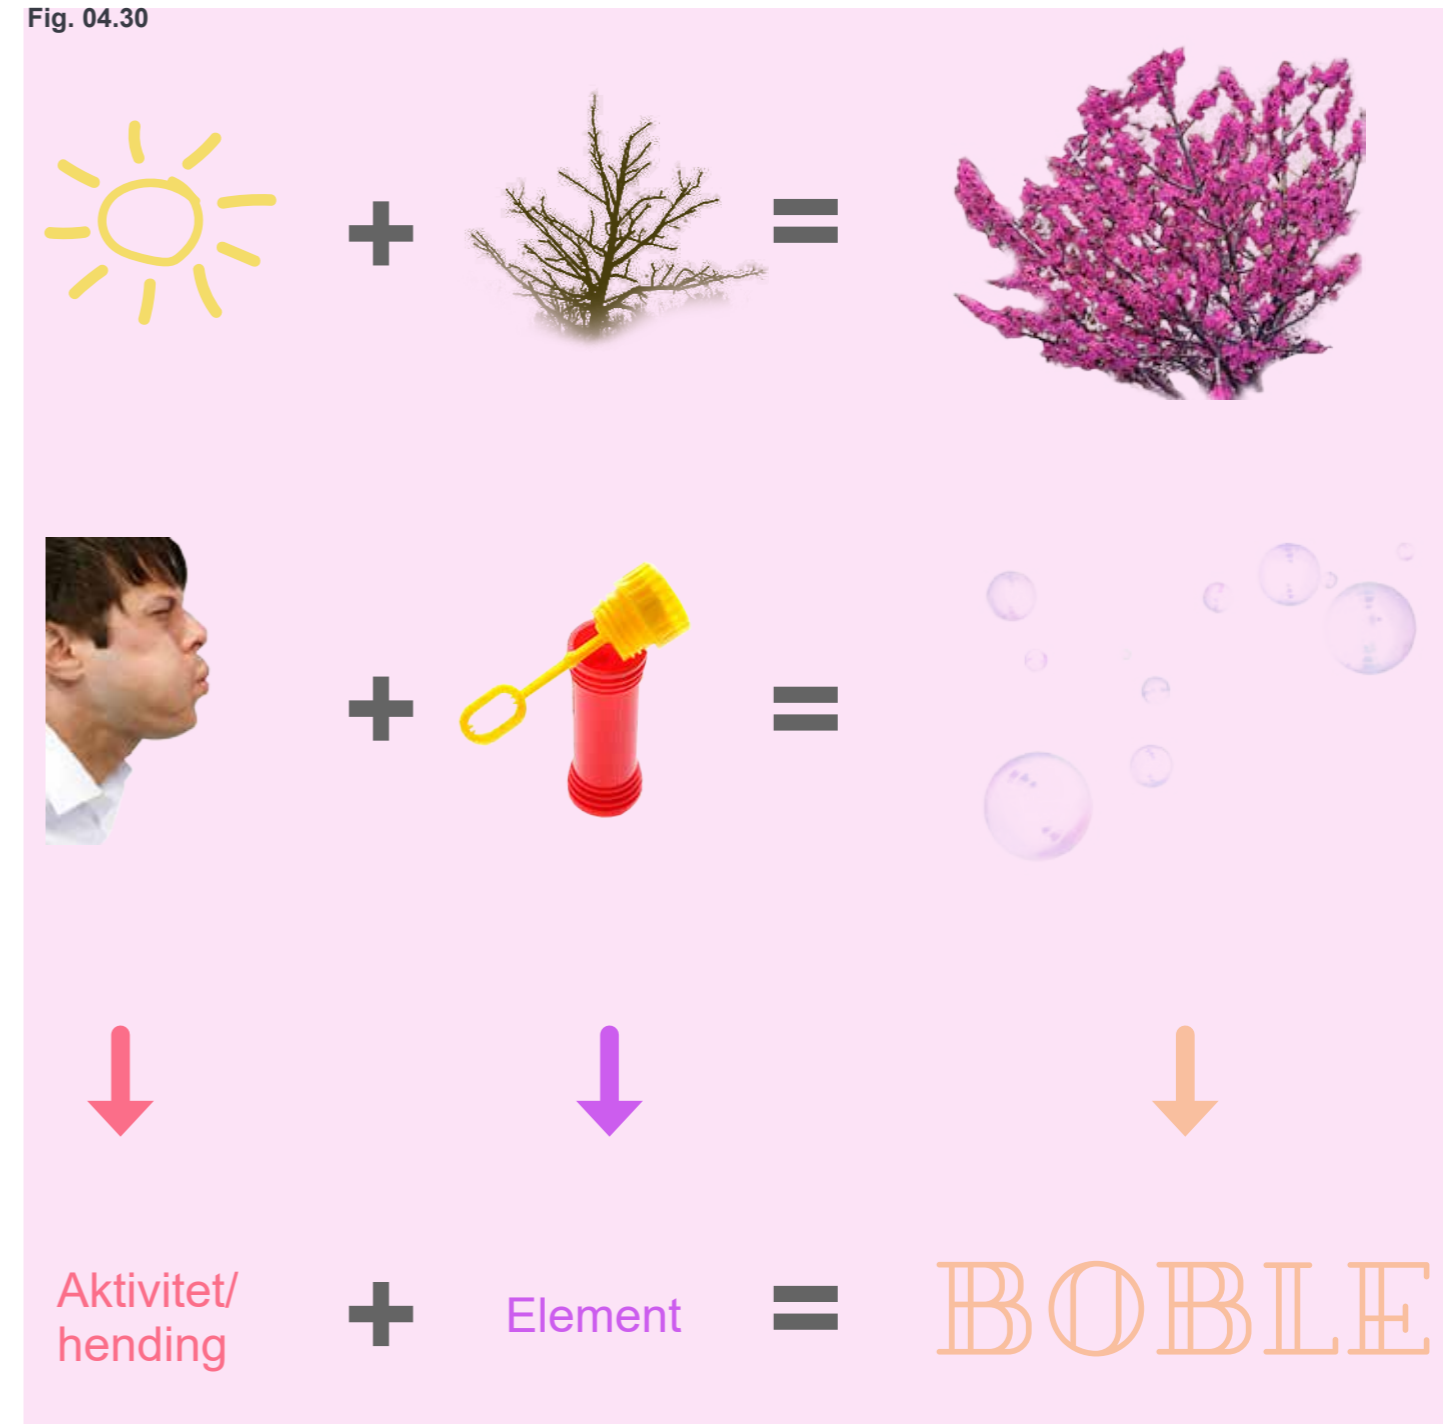 Fig. 04.30
+
=
+
=
Aktivitet/
hending
+
Element
=
BOBLE